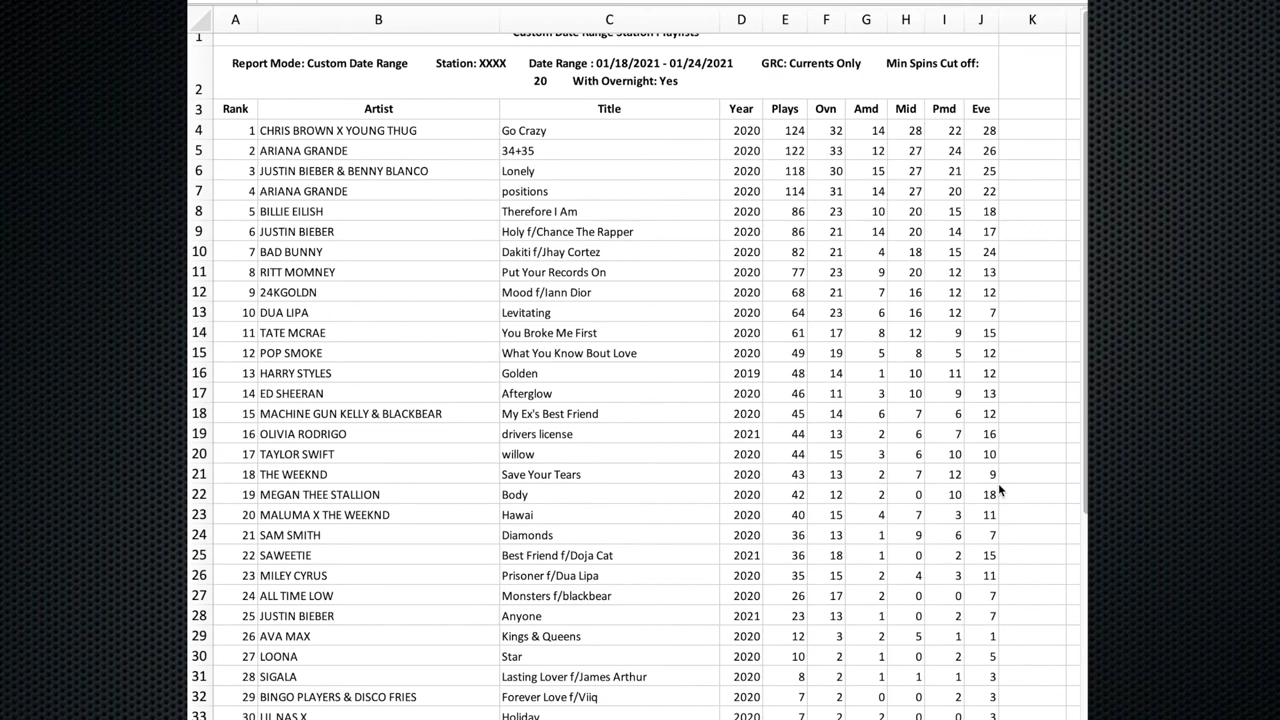 A B C D E F G H I J K
1 Custom Date Range Station Playlists
Report Mode: Custom Date Range Station: XXXX Date Range : 01/18/2021 - 01/24/2021 GRC: Currents Only Min Spins Cut off:
2 20 With Overnight: Yes
3 Rank Artist Title Year Plays Ovn Amd Mid Pmd Eve
4 1 CHRIS BROWN X YOUNG THUG Go Crazy 2020 124 32 14 28 22 28
5 2 ARIANA GRANDE 34+35 2020 122 33 12 27 24 26
6 3 JUSTIN BIEBER & BENNY BLANCO Lonely 2020 118 30 15 27 21 25
7 4 ARIANA GRANDE positions 2020 114 31 14 27 20 22
8 5 BILLIE EILISH Therefore I Am 2020 86 23 10 20 15 18
9 6 JUSTIN BIEBER Holy f/Chance The Rapper 2020 86 21 14 20 14 17
10 7 BAD BUNNY Dakiti f/Jhay Cortez 2020 82 21 4 18 15 24
11 8 RITT MOMNEY Put Your Records On 2020 77 23 9 20 12 13
12 9 24KGOLDN Mood f/Iann Dior 2020 68 21 7 16 12 12
13 10 DUA LIPA Levitating 2020 64 23 6 16 12 7
14 11 TATE MCRAE You Broke Me First 2020 61 17 8 12 9 15
15 12 POP SMOKE What You Know Bout Love 2020 49 19 5 8 5 12
16 13 HARRY STYLES Golden 2019 48 14 1 10 11 12
17 14 ED SHEERAN Afterglow 2020 46 11 3 10 9 13
18 15 MACHINE GUN KELLY & BLACKBEAR My Ex's Best Friend 2020 45 14 6 7 6 12
19 16 OLIVIA RODRIGO drivers license 2021 44 13 2 6 7 16
20 17 TAYLOR SWIFT willow 2020 44 15 3 6 10 10
21 18 THE WEEKND Save Your Tears 2020 43 13 2 7 12 9
22 19 MEGAN THEE STALLION Body 2020 42 12 2 0 10 18
23 20 MALUMA X THE WEEKND Hawai 2020 40 15 4 7 3 11
24 21 SAM SMITH Diamonds 2020 36 13 1 9 6 7
25 22 SAWEETIE Best Friend f/Doja Cat 2021 36 18 1 0 2 15
26 23 MILEY CYRUS Prisoner f/Dua Lipa 2020 35 15 2 4 3 11
27 24 ALL TIME LOW Monsters f/blackbear 2020 26 17 2 0 0 7
28 25 JUSTIN BIEBER Anyone 2021 23 13 1 0 2 7
29 26 AVA MAX Kings & Queens 2020 12 3 2 5 1 1
30 27 LOONA Star 2020 10 2 1 0 2 5
31 28 SIGALA Lasting Lover f/James Arthur 2020 8 2 1 1 1 3
32 29 BINGO PLAYERS & DISCO FRIES Forever Love f/Viiq 2020 7 2 0 0 2 3
33 30 LIL NAS X Holiday 2020 7 2 2 0 0 3